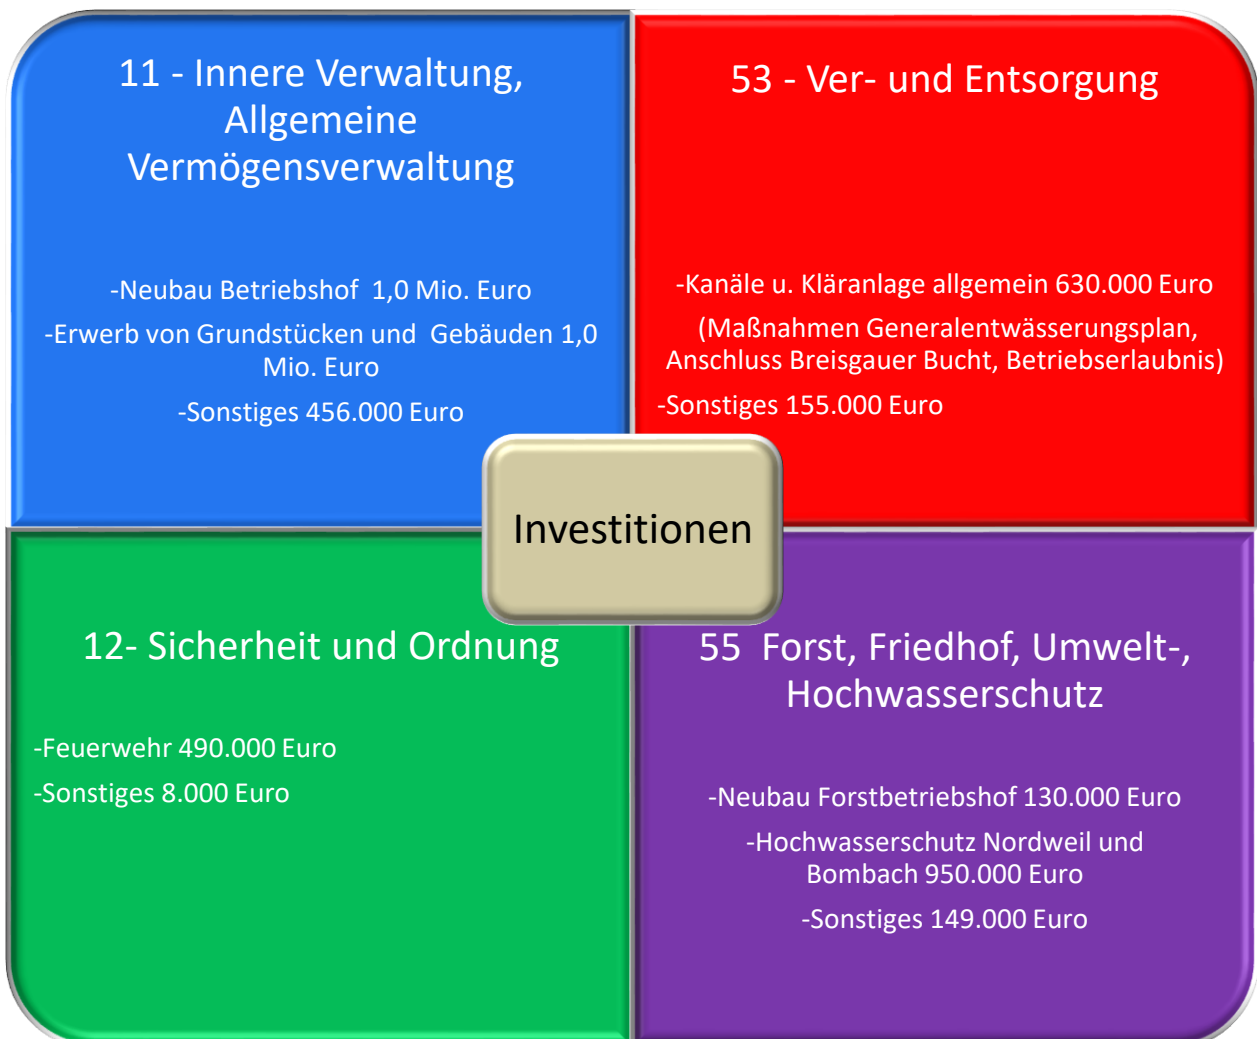 11 - Innere Verwaltung,
Allgemeine
Vermögensverwaltung
-Neubau Betriebshof 1,0 Mio. Euro
-Erwerb von Grundstücken und Gebäuden 1,0
Mio. Euro
-Sonstiges 456.000 Euro
53 - Ver- und Entsorgung
-Kanäle u. Kläranlage allgemein 630.000 Euro
(Maßnahmen Generalentwässerungsplan,
Anschluss Breisgauer Bucht, Betriebserlaubnis)
-Sonstiges 155.000 Euro
Investitionen
12- Sicherheit und Ordnung
-Feuerwehr 490.000 Euro
-Sonstiges 8.000 Euro
55 Forst, Friedhof, Umwelt-,
Hochwasserschutz
-Neubau Forstbetriebshof 130.000 Euro
-Hochwasserschutz Nordweil und
Bombach 950.000 Euro
-Sonstiges 149.000 Euro